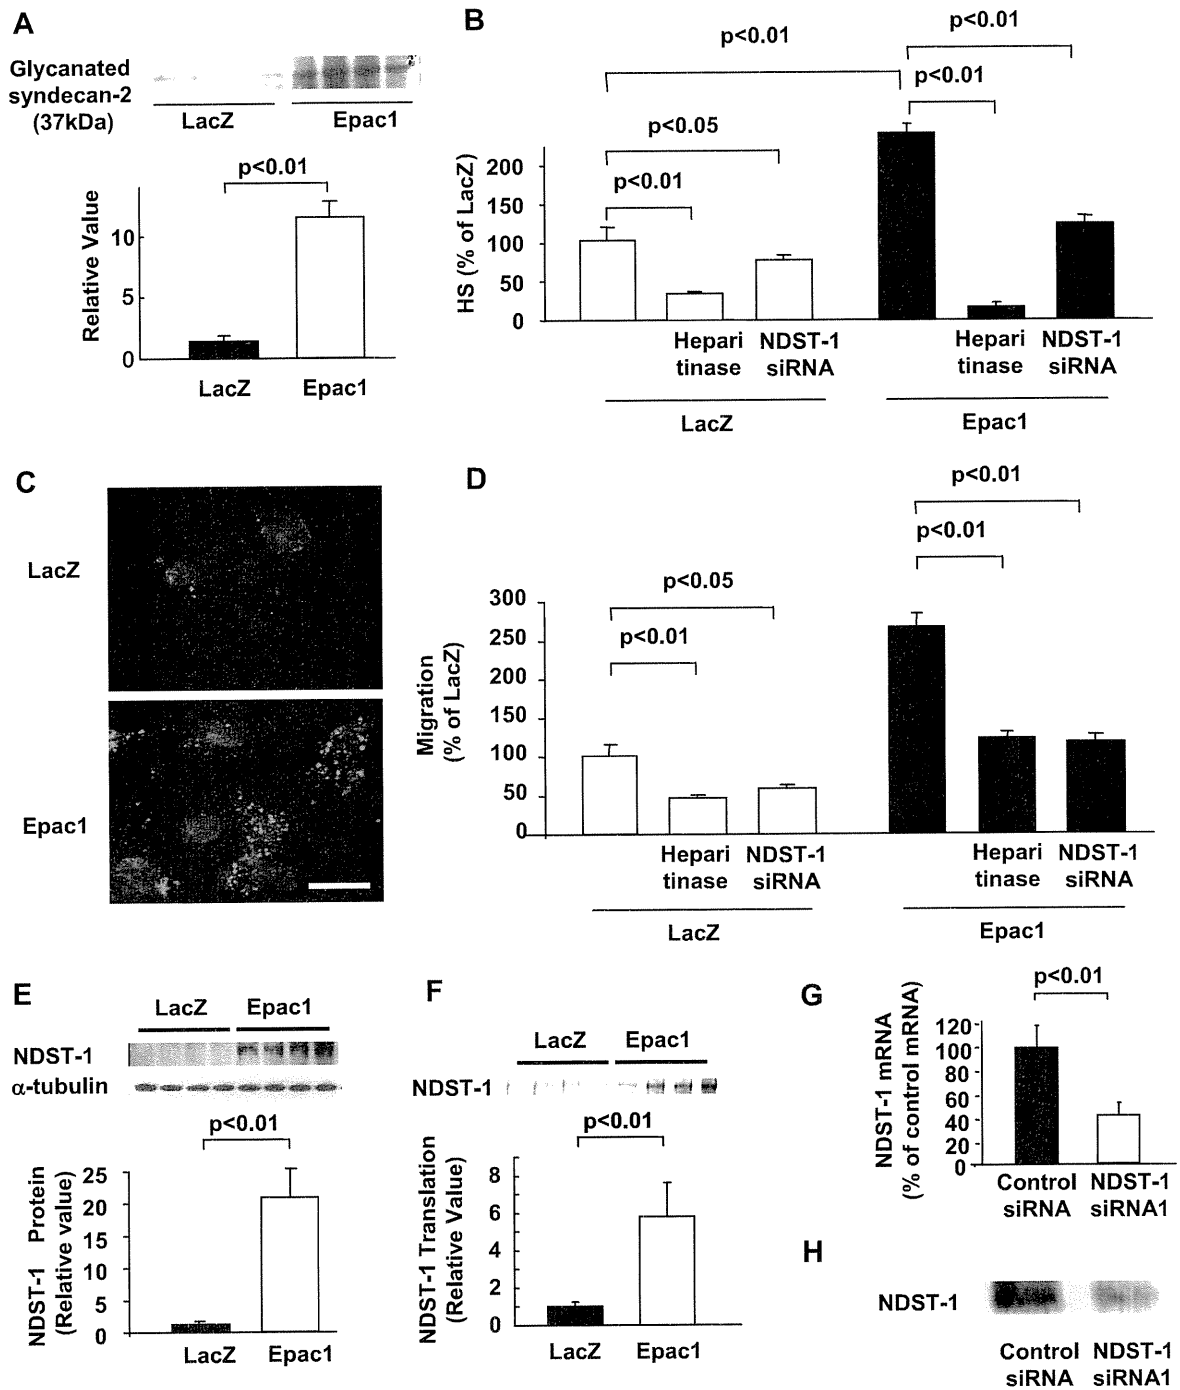 A
Glycanated
syndecan-2
(37kDa)
LacZ
Epac1
p<0.01
Relative Value
10
5
0
LacZ
Epac1
B
p<0.01
p<0.01
p<0.01
p<0.05
p<0.01
HS (% of LacZ)
200
150
100
50
0
Hepari
tinase
NDST-1
siRNA
Hepari
tinase
NDST-1
siRNA
LacZ
Epac1
C
LacZ
Epac1
D
p<0.01
p<0.01
p<0.05
p<0.01
Migration
(% of LacZ)
300
250
200
150
100
50
0
Hepari
tinase
NDST-1
siRNA
Hepari
tinase
NDST-1
siRNA
LacZ
Epac1
E
LacZ
Epac1
NDST-1
α-tubulin
p<0.01
NDST-1 Protein
(Relative value)
25
20
15
10
5
0
LacZ
Epac1
F
LacZ
Epac1
NDST-1
p<0.01
NDST-1 Translation
(Relative Value)
8
6
4
2
0
LacZ
Epac1
G
p<0.01
NDST-1 mRNA
(% of control mRNA)
120
100
80
60
40
20
0
Control
siRNA
NDST-1
siRNA1
H
NDST-1
Control
siRNA
NDST-1
siRNA1